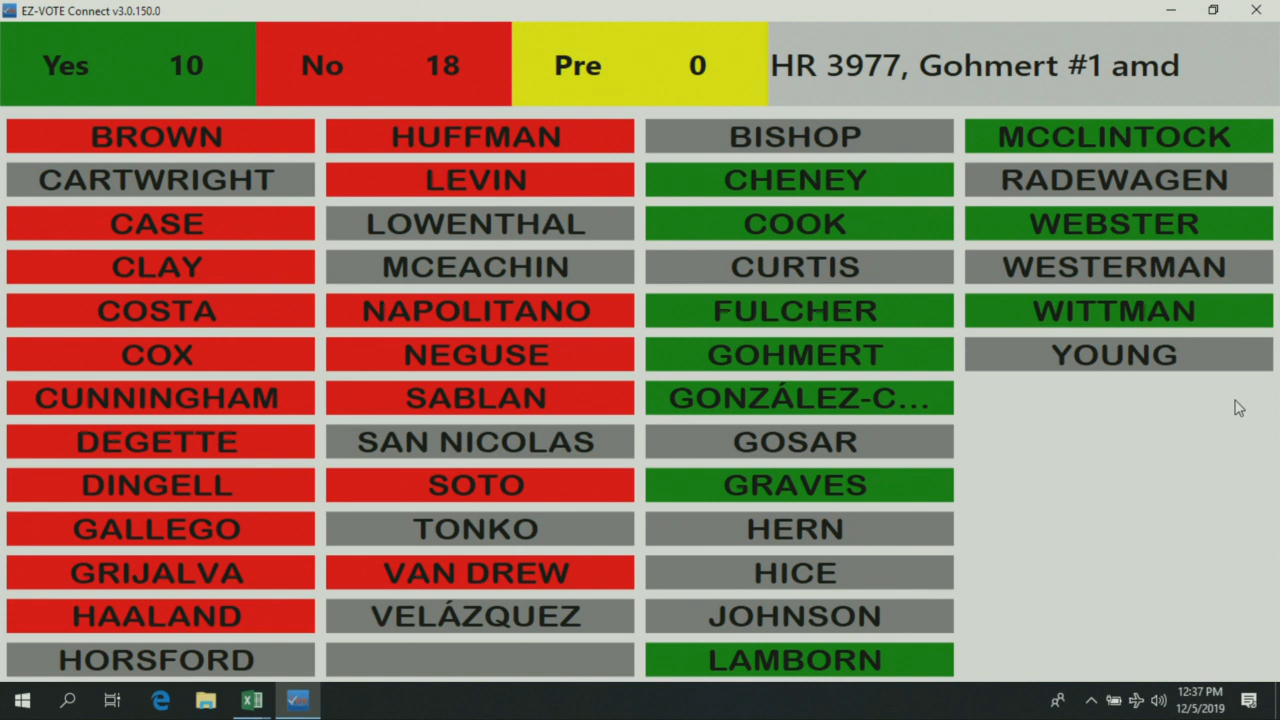 EZ-VOTE Connect v3.0.150.0
Yes 10 No 18 Pre 0 HR 3977, Gohmert #1 amd
BROWN HUFFMAN BISHOP MCCLINTOCK
CARTWRIGHT LEVIN CHENEY RADEWAGEN
CASE LOWENTHAL COOK WEBSTER
CLAY MCEACHIN CURTIS WESTERMAN
COSTA NAPOLITANO FULCHER WITTMAN
COX NEGUSE GOHMERT YOUNG
CUNNINGHAM SABLAN GONZÁLEZ-C...
DEGETTE SAN NICOLAS GOSAR
DINGELL SOTO GRAVES
GALLEGO TONKO HERN
GRIJALVA VAN DREW HICE
HAALAND VELÁZQUEZ JOHNSON
HORSFORD LAMBORN
12:37 PM
12/5/2019